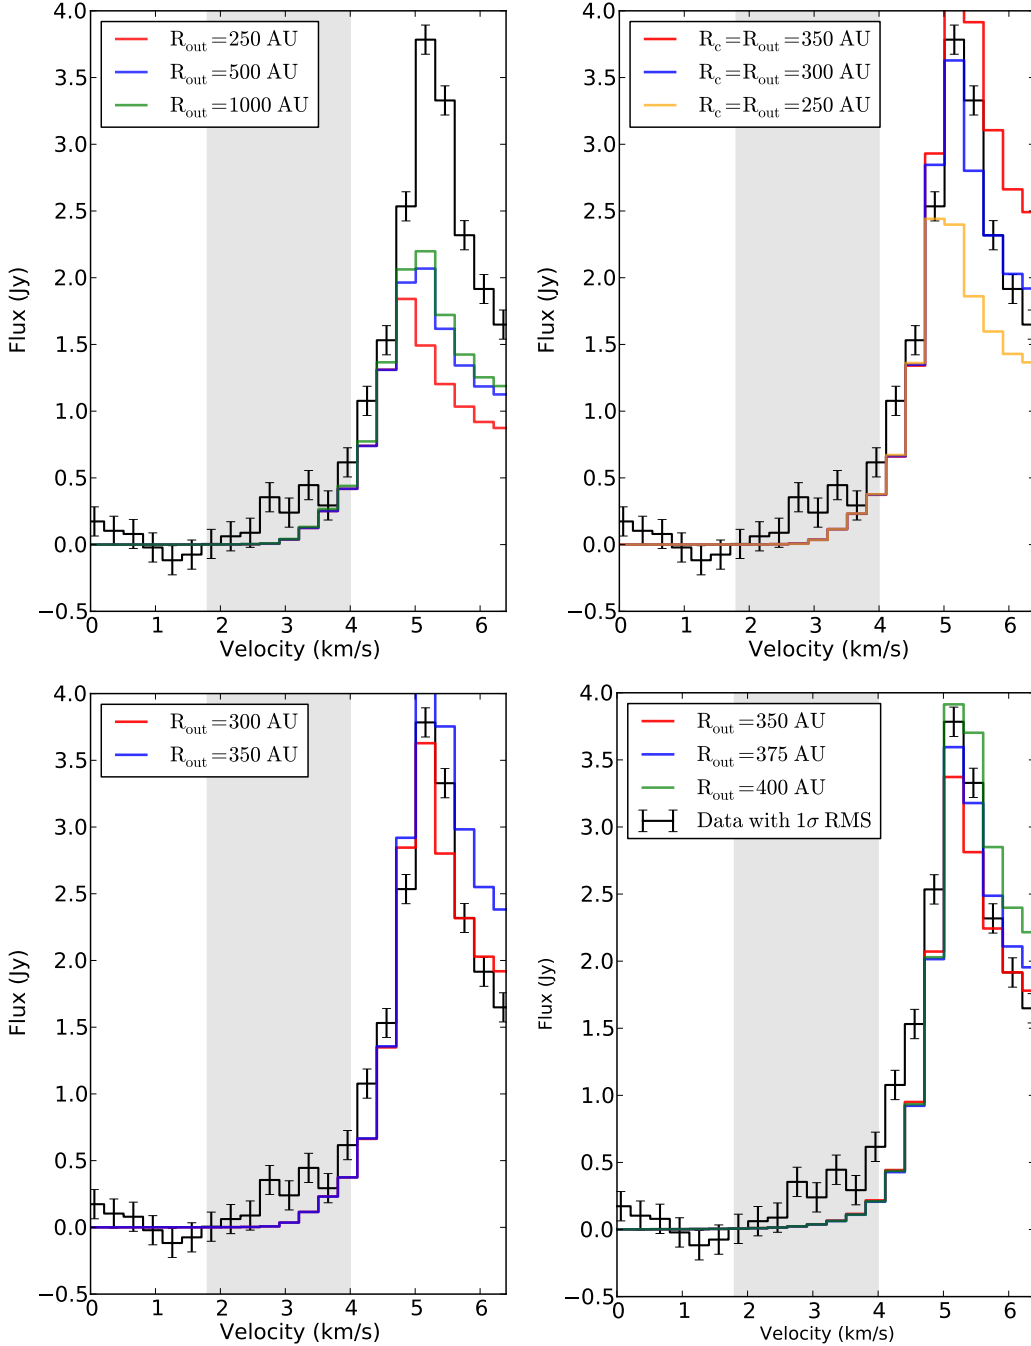 4.0
3.5
3.0
2.5
2.0
1.5
1.0
0.5
0.0
−0.5
Flux (Jy)
R_out=250 AU
R_out=500 AU
R_out=1000 AU
0 1 2 3 4 5 6
Velocity (km/s)
4.0
3.5
3.0
2.5
2.0
1.5
1.0
0.5
0.0
−0.5
Flux (Jy)
R_c=R_out=350 AU
R_c=R_out=300 AU
R_c=R_out=250 AU
0 1 2 3 4 5 6
Velocity (km/s)
4.0
3.5
3.0
2.5
2.0
1.5
1.0
0.5
0.0
−0.5
Flux (Jy)
R_out=300 AU
R_out=350 AU
0 1 2 3 4 5 6
Velocity (km/s)
4.0
3.5
3.0
2.5
2.0
1.5
1.0
0.5
0.0
−0.5
Flux (Jy)
R_out=350 AU
R_out=375 AU
R_out=400 AU
Data with 1σ RMS
0 1 2 3 4 5 6
Velocity (km/s)